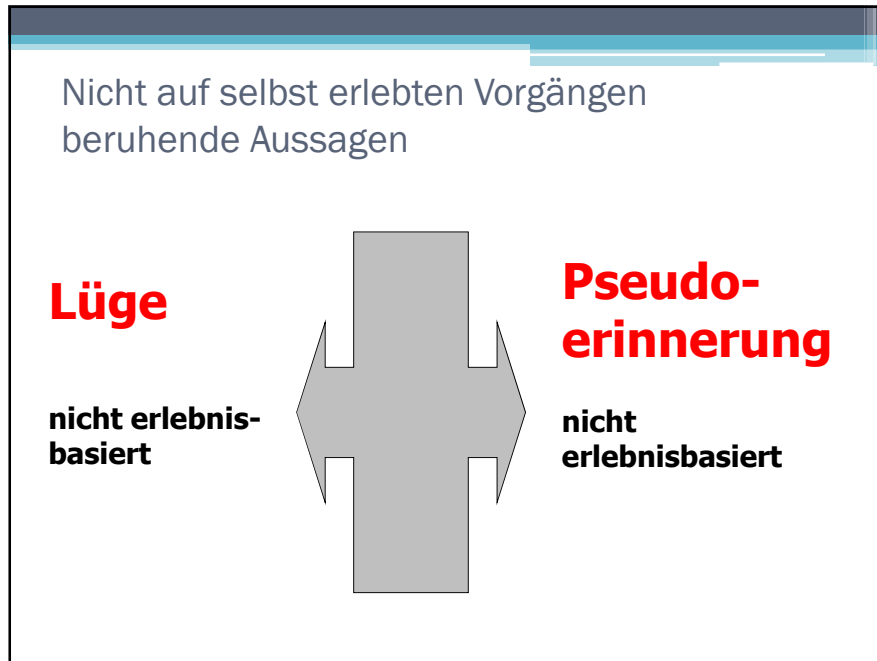 Nicht auf selbst erlebten Vorgängen
beruhende Aussagen
Lüge
nicht erlebnis-
basiert
Pseudo-
erinnerung
nicht
erlebnisbasiert